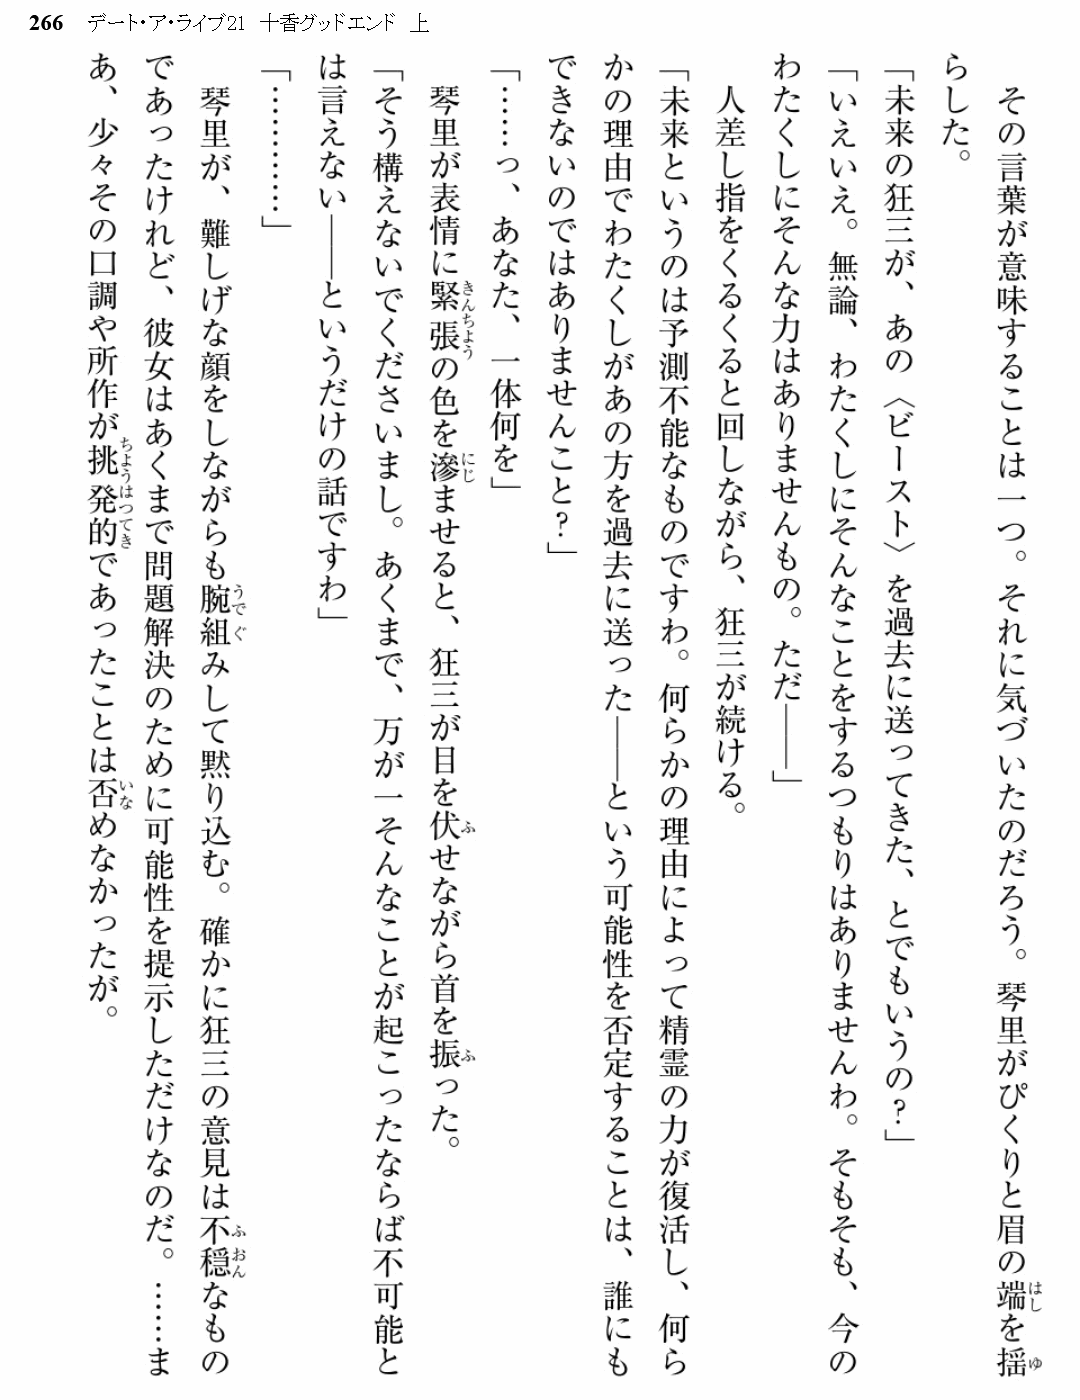 266 デート・ア・ライブ21 十香グッドエンド 上
その言葉が意味することは一つ。それに気づいたのだろう。琴里がぴくりと眉の端を揺
らした。
「未来の狂三が、あの〈ビースト〉を過去に送ってきた、とでもいうの?」
「いえいえ。無論、わたくしにそんなことをするつもりはありませんわ。そもそも、今の
わたくしにそんな力はありませんもの。ただ――」
人差し指をくるくると回しながら、狂三が続ける。
「未来というのは予測不能なものですわ。何らかの理由によって精霊の力が復活し、何ら
かの理由でわたくしがあの方を過去に送った――という可能性を否定することは、誰にも
できないのではありませんこと?」
「……っ、あなた、一体何を」
琴里が表情に緊張の色を滲ませると、狂三が目を伏せながら首を振った。
「そう構えないでくださいまし。あくまで、万が一そんなことが起こったならば不可能と
は言えない――というだけの話ですわ」
「…………」
琴里が、難しげな顔をしながらも腕組みして黙り込む。確かに狂三の意見は不穏なもの
であったけれど、彼女はあくまで問題解決のために可能性を提示しただけなのだ。……ま
あ、少々その口調や所作が挑発的であったことは否めなかったが。